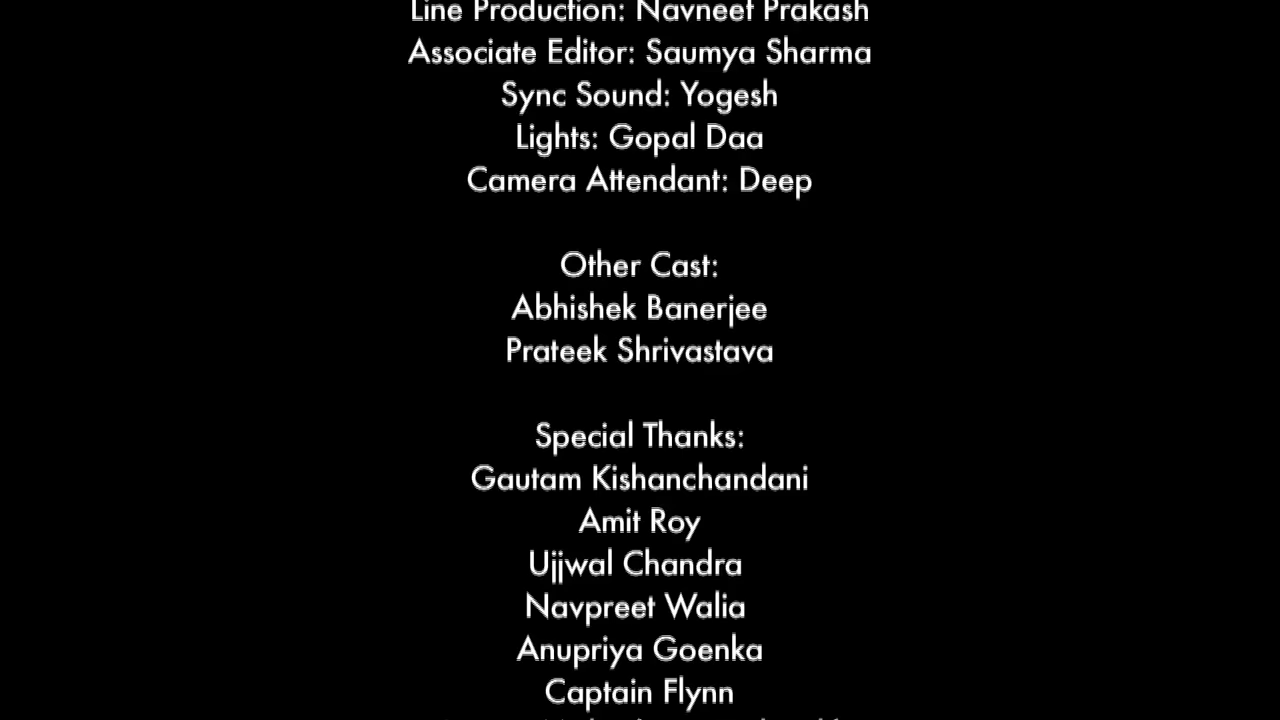 Line Production: Navneet Prakash
Associate Editor: Saumya Sharma
Sync Sound: Yogesh
Lights: Gopal Daa
Camera Attendant: Deep
Other Cast:
Abhishek Banerjee
Prateek Shrivastava
Special Thanks:
Gautam Kishanchandani
Amit Roy
Ujjwal Chandra
Navpreet Walia
Anupriya Goenka
Captain Flynn